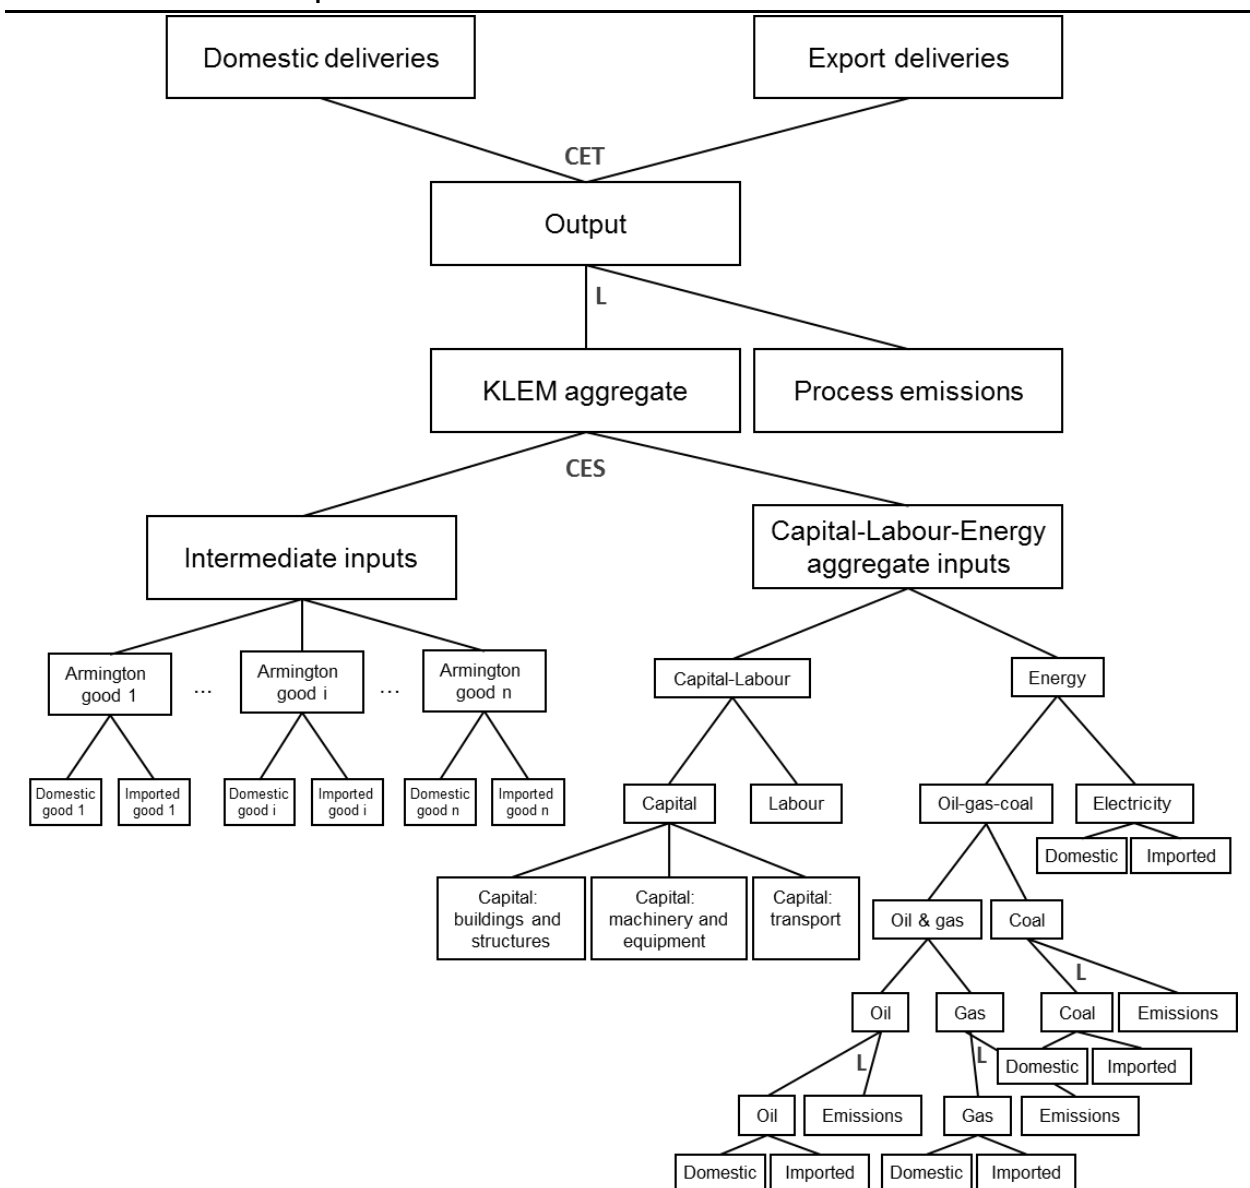 Domestic deliveries
Export deliveries
CET
Output
L
KLEM aggregate
Process emissions
CES
Intermediate inputs
Capital-Labour-Energy
aggregate inputs
Armington
good 1
...
Armington
good i
...
Armington
good n
Capital-Labour
Energy
Domestic
good 1
Imported
good 1
Domestic
good i
Imported
good i
Domestic
good n
Imported
good n
Capital
Labour
Oil-gas-coal
Electricity
Domestic
Imported
Capital:
buildings and
structures
Capital:
machinery and
equipment
Capital:
transport
Oil & gas
Coal
L
Oil
Gas
Coal
Emissions
L
L
Domestic
Imported
Oil
Emissions
Gas
Emissions
Domestic
Imported
Domestic
Imported